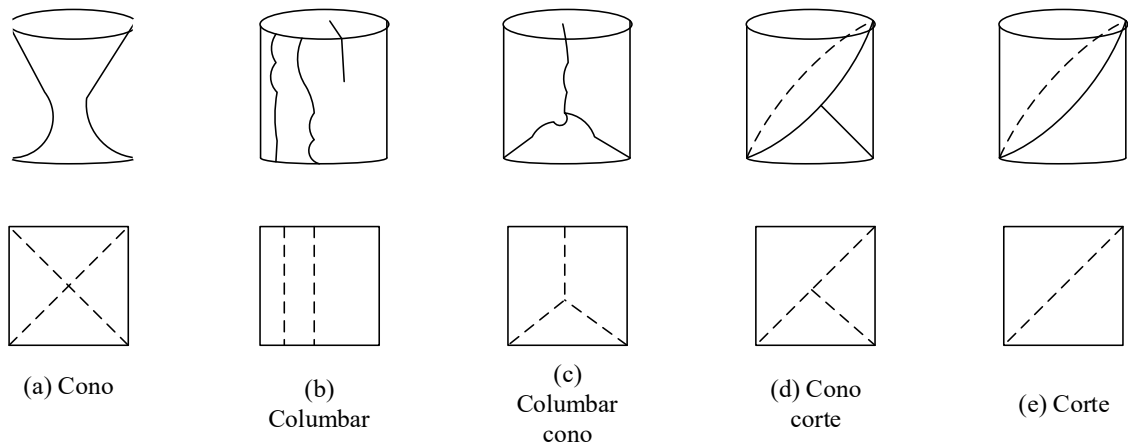 (a) Cono
(b)
Columbar
(c)
Columbar
cono
(d) Cono
corte
(e) Corte